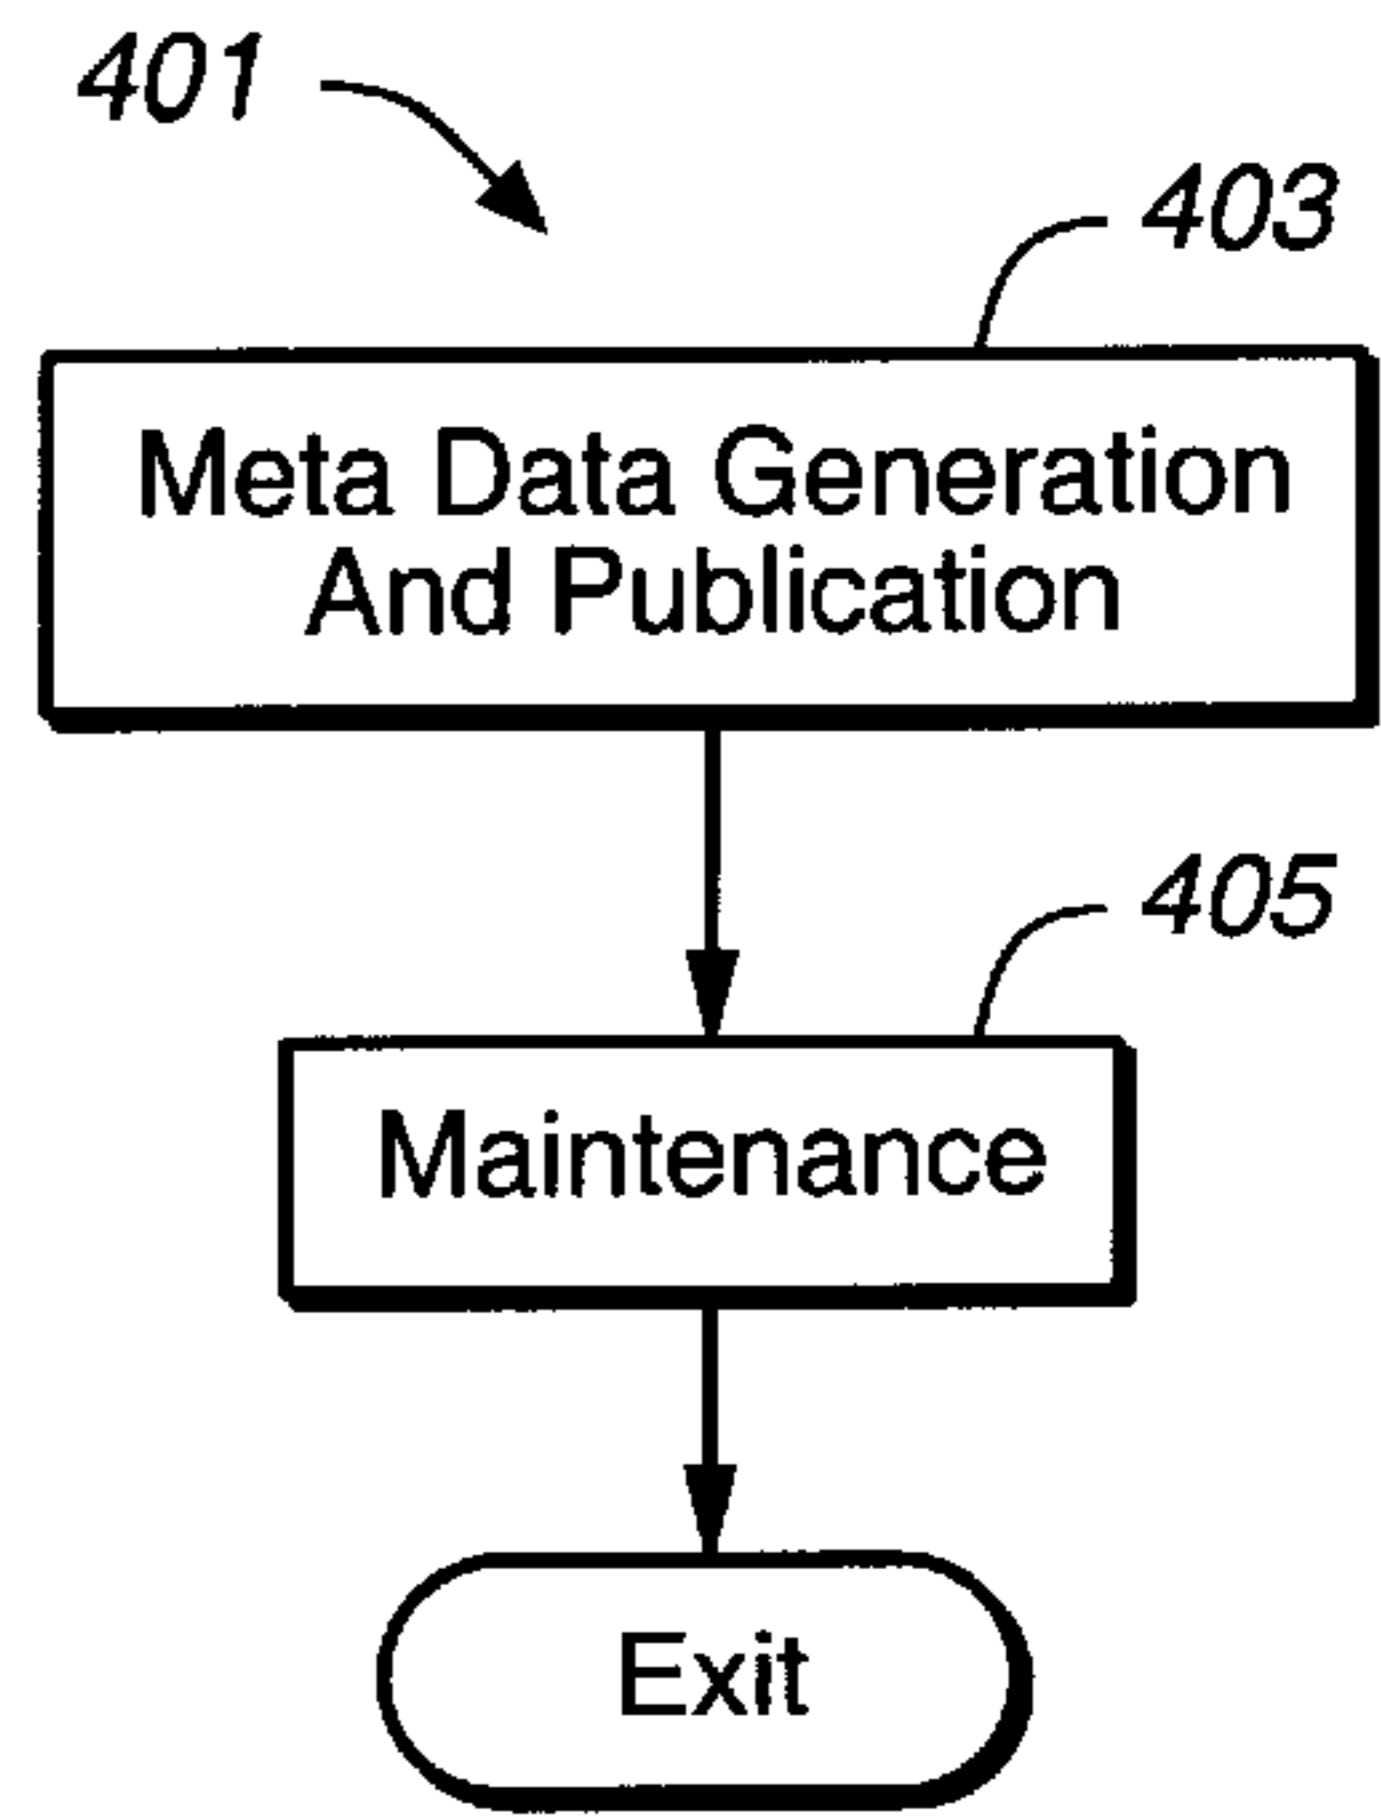 401
403
Meta Data Generation
And Publication
405
Maintenance
Exit